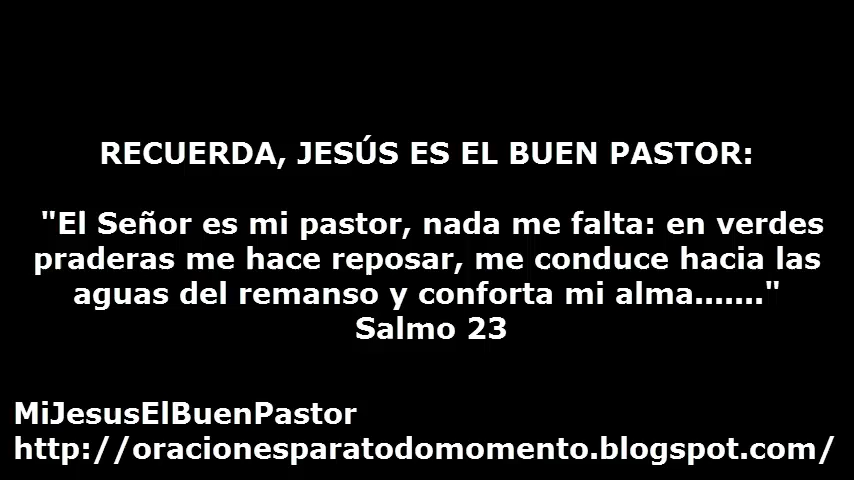 RECUERDA, JESÚS ES EL BUEN PASTOR:
"El Señor es mi pastor, nada me falta: en verdes
praderas me hace reposar, me conduce hacia las
aguas del remanso y conforta mi alma......."
Salmo 23
MiJesusElBuenPastor
http://oracionesparatodomomento.blogspot.com/